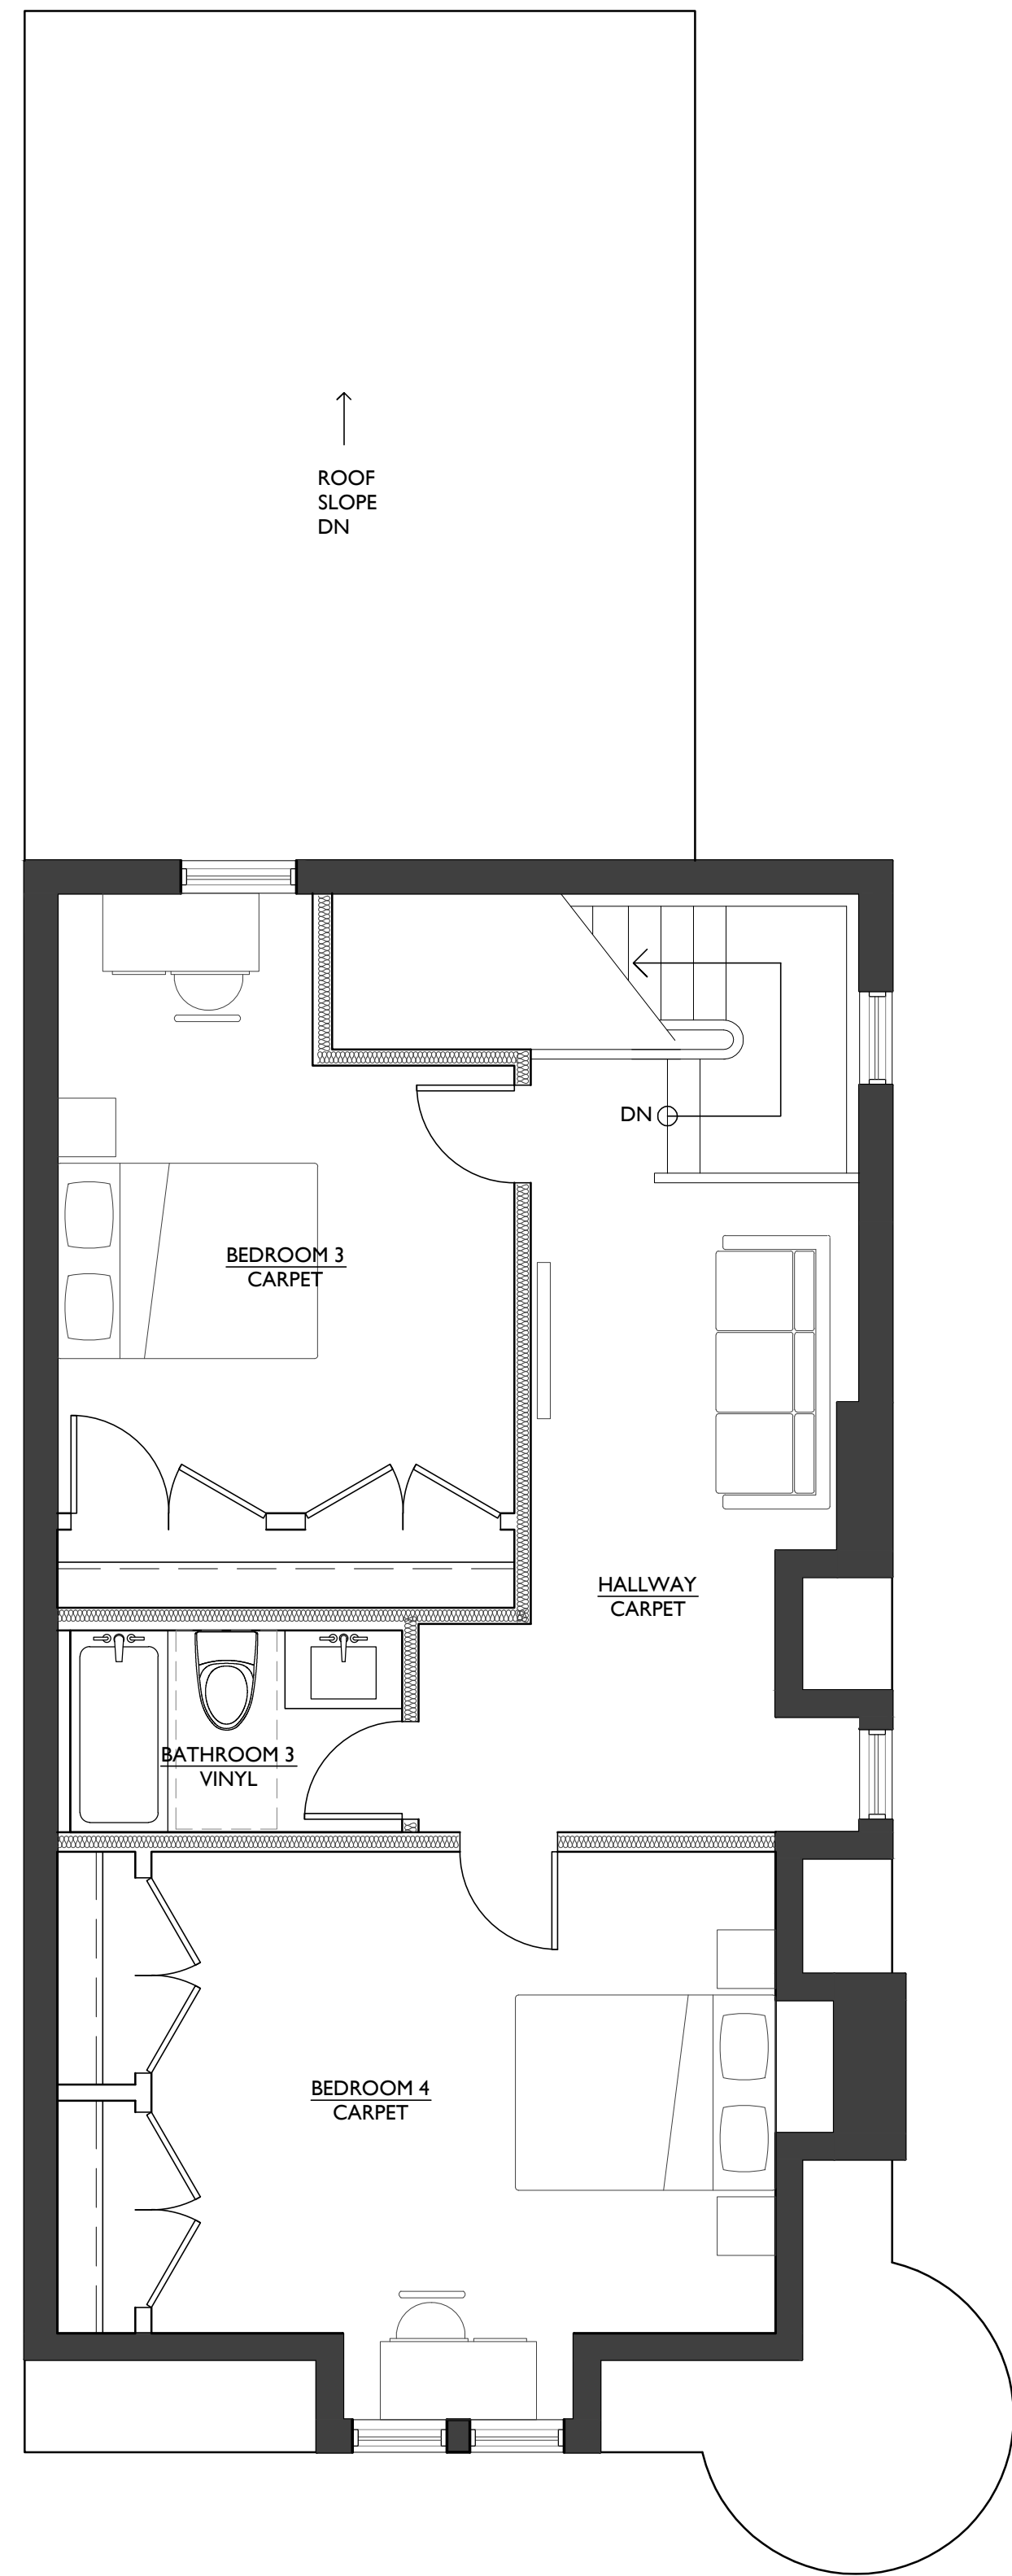 ROOF
SLOPE
DN
DN
BEDROOM 3
CARPET
HALLWAY
CARPET
BATHROOM 3
VINYL
BEDROOM 4
CARPET